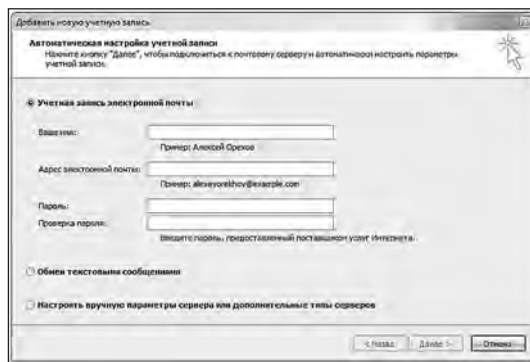 Добавить новую учетную запись
Автоматическая настройка учетной записи
Нажмите кнопку "Далее", чтобы подключиться к почтовому серверу и автоматически настроить параметры
учетной записи.
Учетная запись электронной почты
Ваше имя:
Пример: Алексей Орехов
Адрес электронной почты:
Пример: alexeyorekhov@example.com
Пароль:
Проверка пароля:
Введите пароль, предоставленный поставщиком услуг Интернета.
Обмен текстовыми сообщениями
Настроить вручную параметры сервера или дополнительные типы серверов
< Назад Далее > Отмена